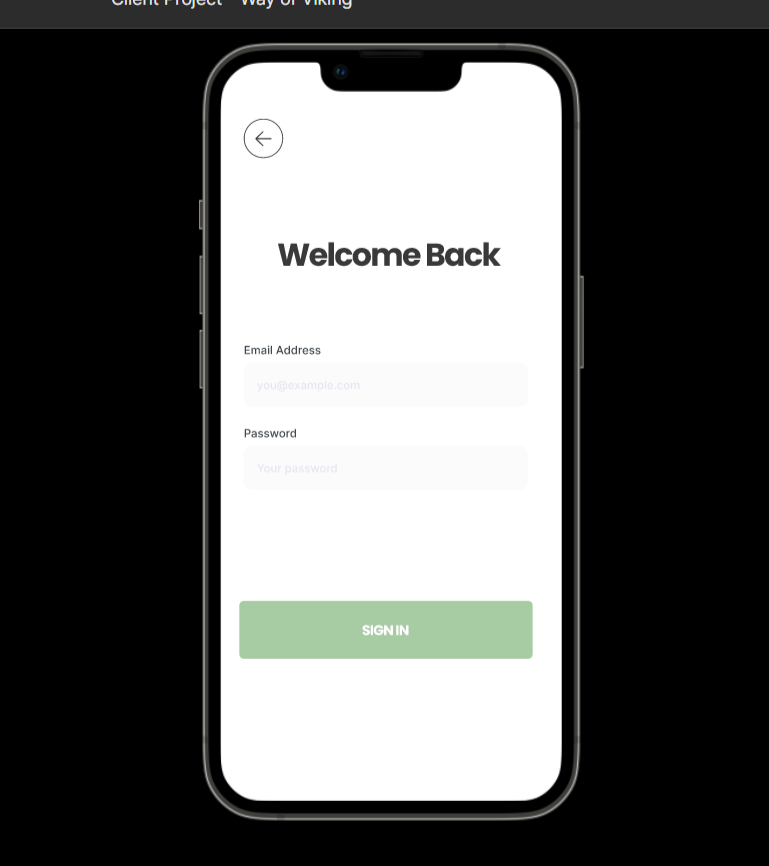 Client Project Way of Viking
Welcome Back
Email Address
you@example.com
Password
Your password
SIGN IN